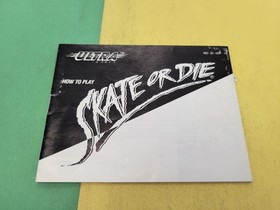 ULTRA
HOW TO PLAY
SKATE OR DIE